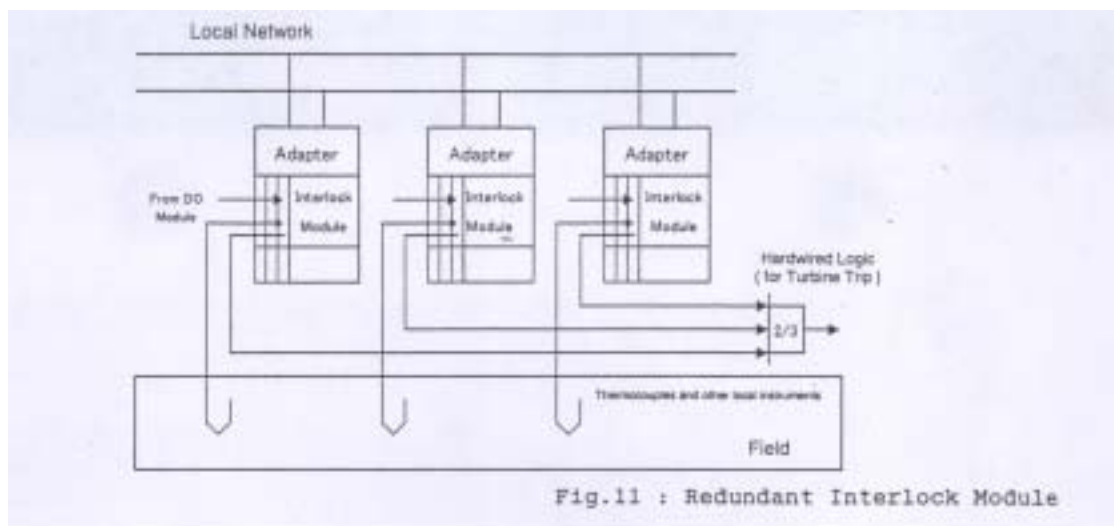 Local Network
Adapter
Adapter
Adapter
From DO
Module
Interlock
Module
Interlock
Module
Interlock
Module
Hardwired Logic
( for Turbine Trip )
2/3
Thermocouples and other local instruments
Field
Fig.11 : Redundant Interlock Module